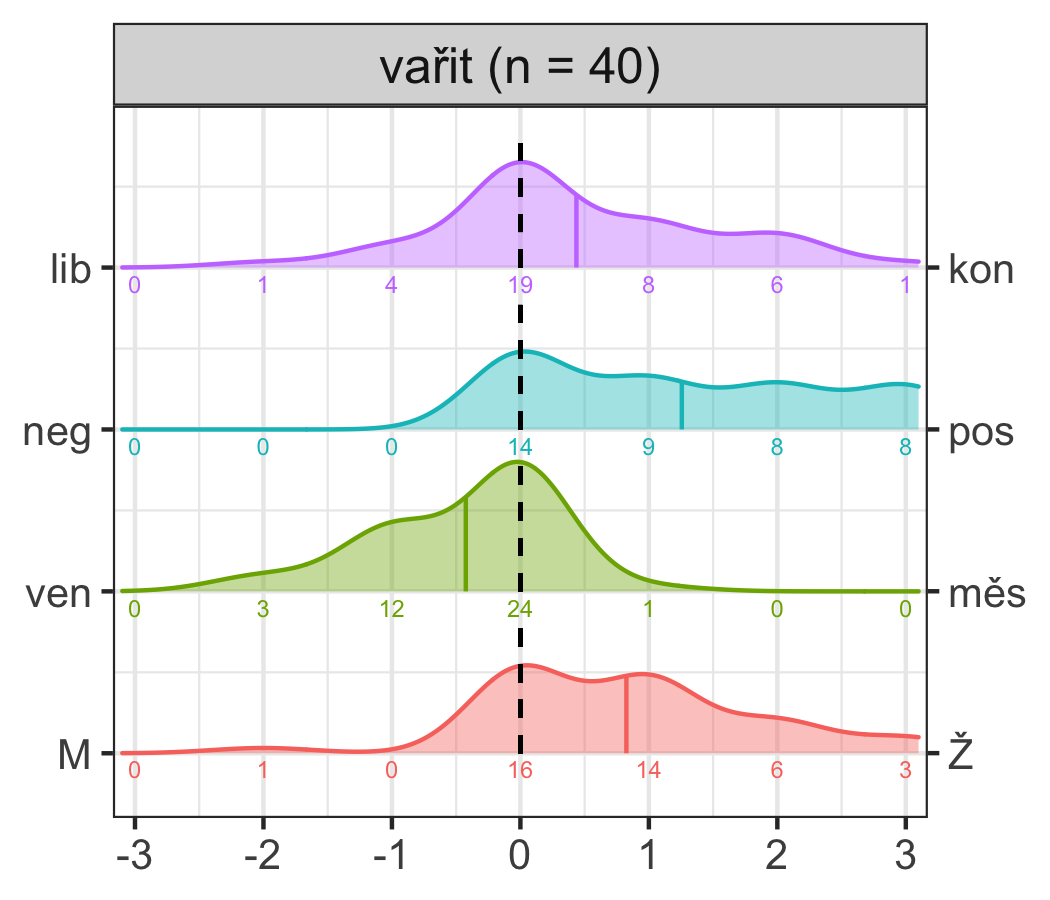 vařit (n = 40)
lib kon
0 1 4 19 8 6 1
neg pos
0 0 0 14 9 8 8
ven měs
0 3 12 24 1 0 0
M Ž
0 1 0 16 14 6 3
-3 -2 -1 0 1 2 3